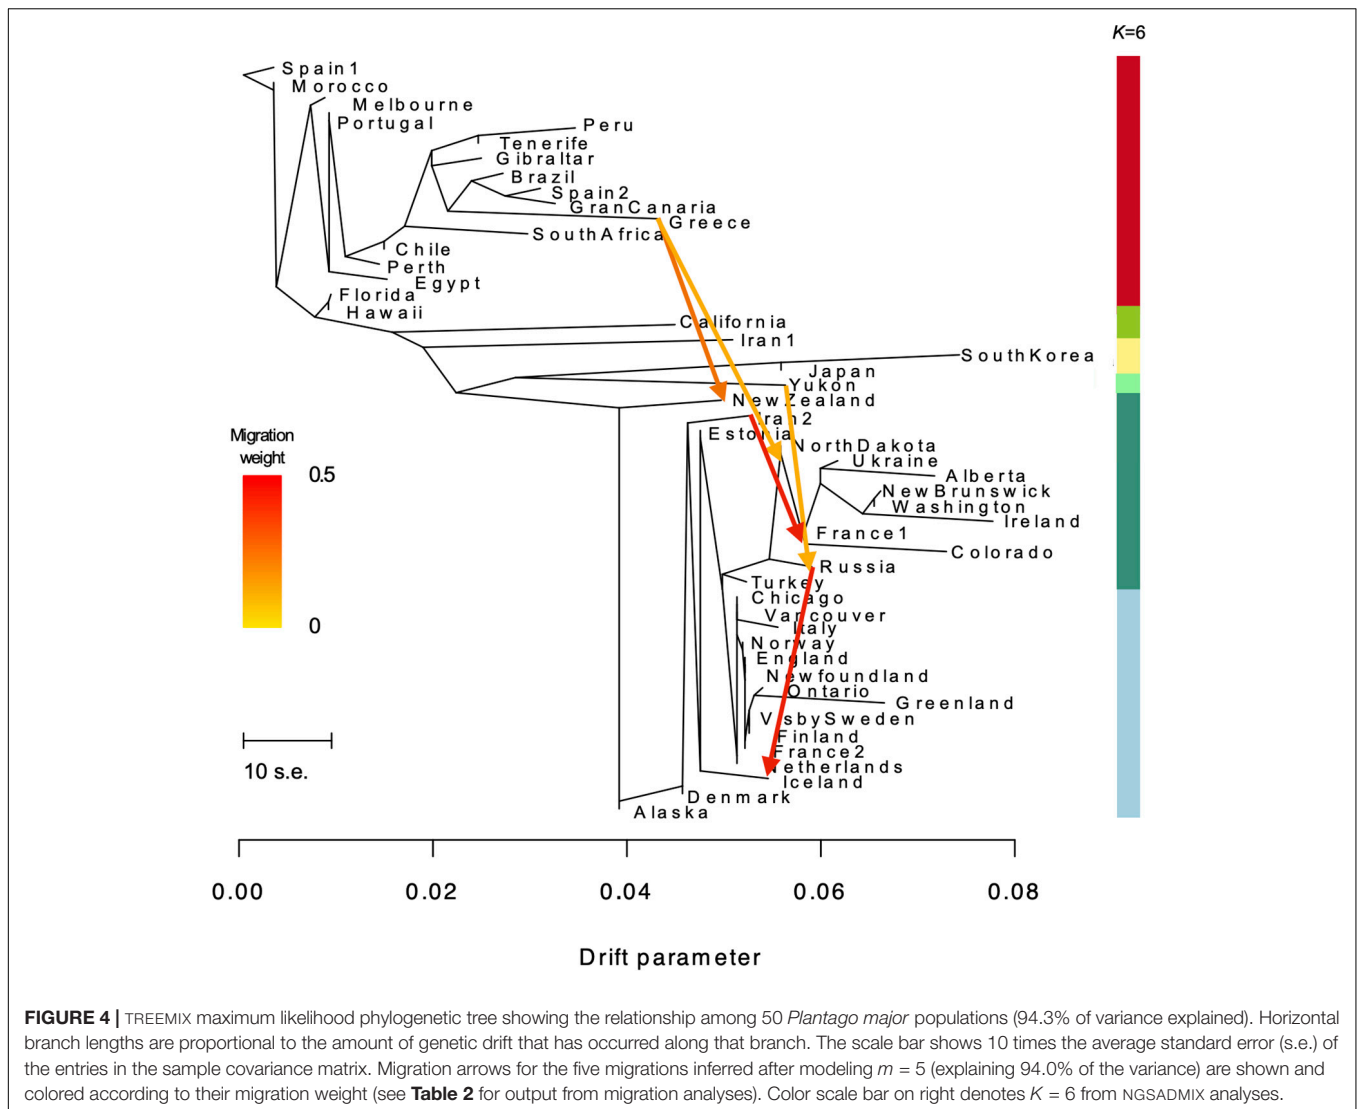 K=6
Spain1
Morocco
Melbourne
Portugal
Peru
Tenerife
Gibraltar
Brazil
Spain2
GranCanaria
Greece
SouthAfrica
Chile
Perth
Egypt
Florida
Hawaii
California
Iran1
SouthKorea
Japan
Yukon
NewZealand
Iran2
Estonia
NorthDakota
Ukraine
Alberta
NewBrunswick
Washington
Ireland
France1
Colorado
Russia
Turkey
Chicago
Vancouver
Italy
Norway
England
Newfoundland
Ontario
Greenland
VisbySweden
Finland
France2
Netherlands
Iceland
Denmark
Alaska
Migration
weight
0.5
0
10 s.e.
0.00 0.02 0.04 0.06 0.08
Drift parameter
FIGURE 4 | TREEMIX maximum likelihood phylogenetic tree showing the relationship among 50 Plantago major populations (94.3% of variance explained). Horizontal
branch lengths are proportional to the amount of genetic drift that has occurred along that branch. The scale bar shows 10 times the average standard error (s.e.) of
the entries in the sample covariance matrix. Migration arrows for the five migrations inferred after modeling m = 5 (explaining 94.0% of the variance) are shown and
colored according to their migration weight (see Table 2 for output from migration analyses). Color scale bar on right denotes K = 6 from NGSADMIX analyses.